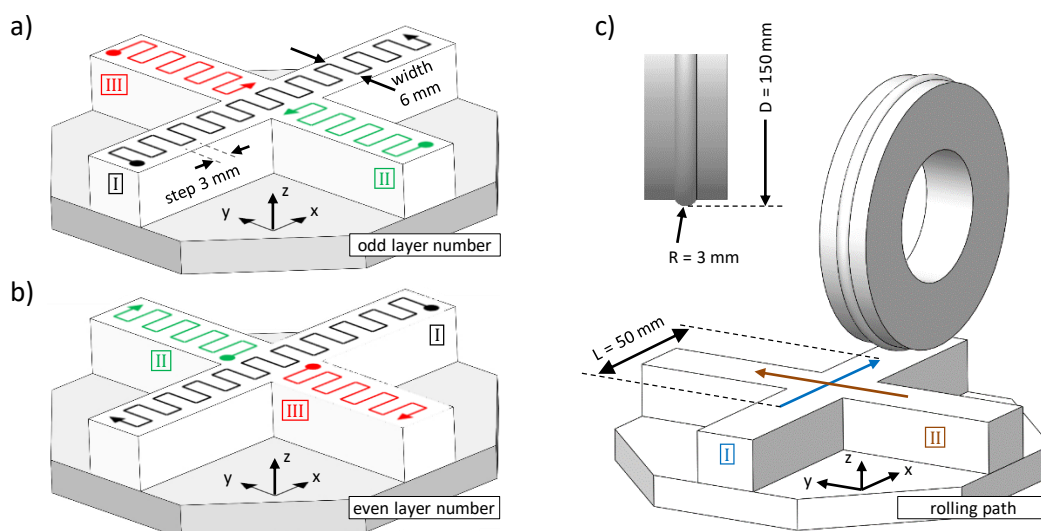 a)
III
width
6 mm
I
step 3 mm
II
z
y
x
odd layer number
b)
I
II
III
z
y
x
even layer number
c)
D = 150 mm
R = 3 mm
L = 50 mm
I
II
z
y
x
rolling path